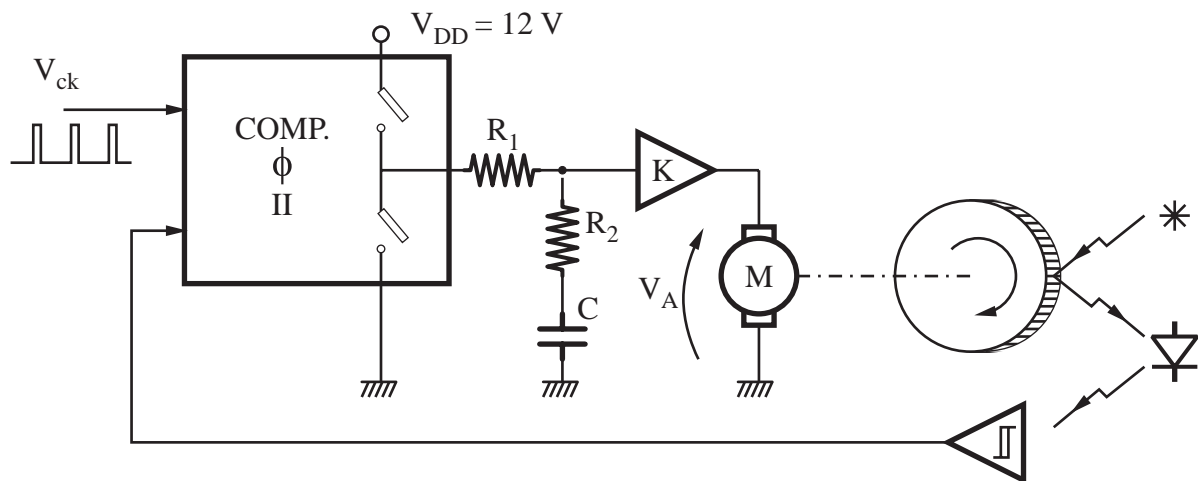 V_DD = 12 V
V_ck
COMP.
ϕ
II
R_1
K
R_2
C
V_A
M